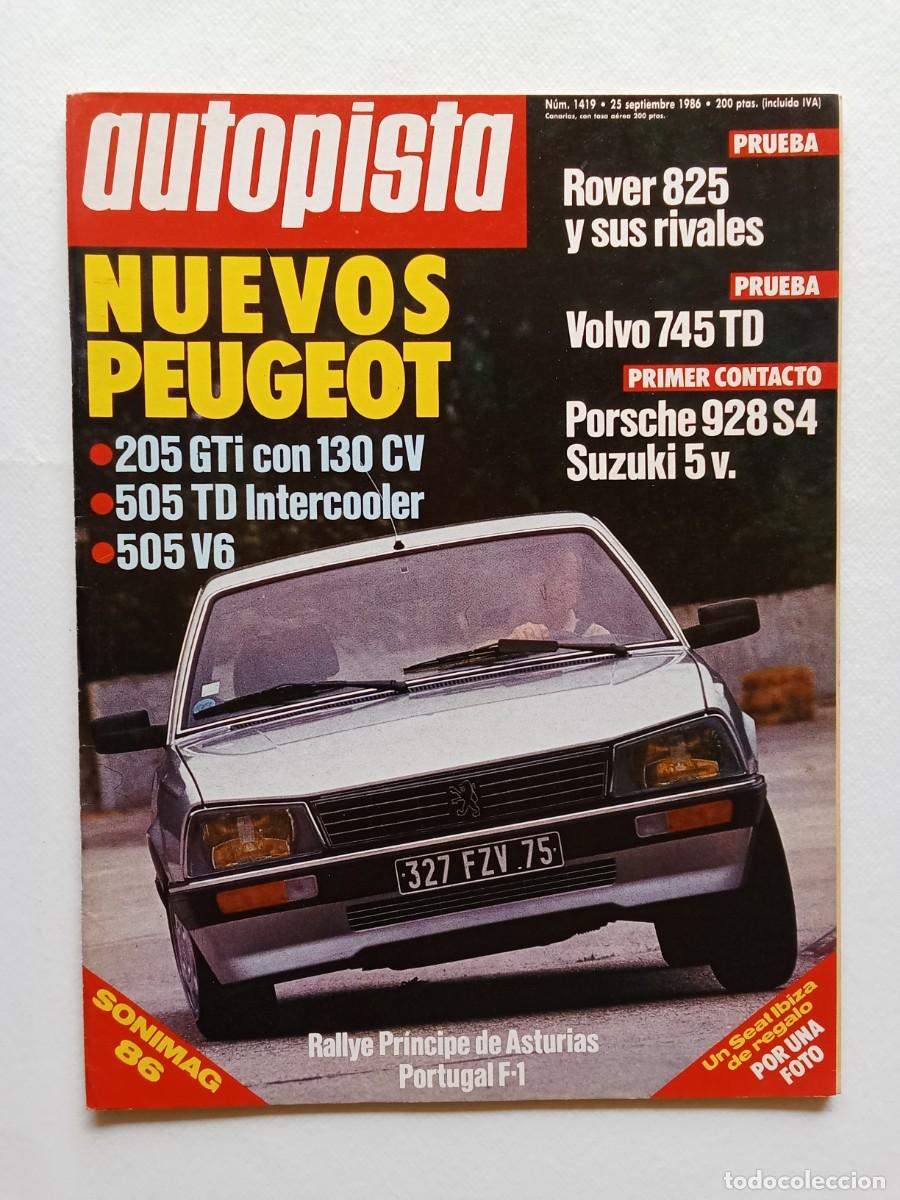 autopista
Núm. 1419 • 25 septiembre 1986 • 200 ptas. (incluido IVA)
Canarias, con tasa aérea 200 ptas.
PRUEBA
Rover 825
y sus rivales
PRUEBA
Volvo 745 TD
PRIMER CONTACTO
Porsche 928 S4
Suzuki 5 v.
NUEVOS
PEUGEOT
•205 GTi con 130 CV
•505 TD Intercooler
•505 V6
327 FZV 75
SONIMAG
86
Rallye Príncipe de Asturias
Portugal F-1
Un Seat Ibiza
de regalo
POR UNA
FOTO
todocoleccion